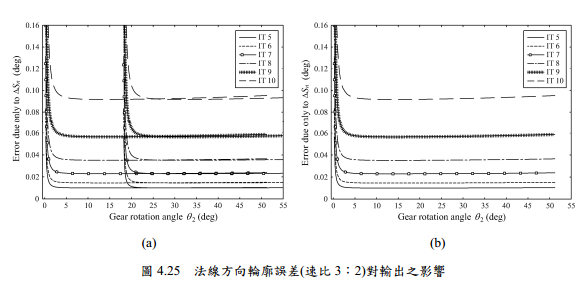 0.16
0.14
0.12
0.10
0.08
0.06
0.04
0.02
0
0 5 10 15 20 25 30 35 40 45 50 55
Error due only to ΔSₙ (deg)
Gear rotation angle θ₂ (deg)
IT 5
IT 6
IT 7
IT 8
IT 9
IT 10
(a)
0.16
0.14
0.12
0.10
0.08
0.06
0.04
0.02
0
0 5 10 15 20 25 30 35 40 45 50 55
Error due only to ΔSₙ (deg)
Gear rotation angle θ₂ (deg)
IT 5
IT 6
IT 7
IT 8
IT 9
IT 10
(b)
圖 4.25 法線方向輪廓誤差(速比 3：2)對輸出之影響